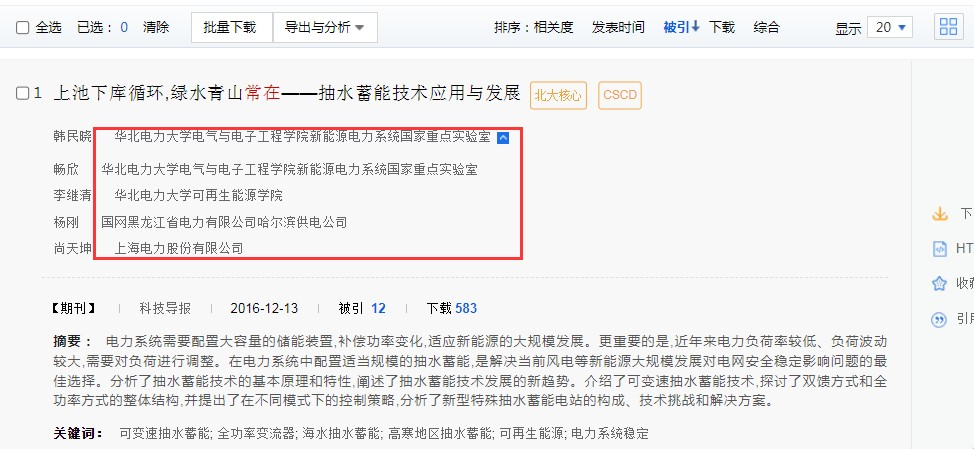 全选 已选： 0 清除 批量下载 导出与分析 排序：相关度 发表时间 被引 下载 综合 显示 20
1 上池下库循环,绿水青山常在——抽水蓄能技术应用与发展 北大核心 CSCD
韩民晓 华北电力大学电气与电子工程学院新能源电力系统国家重点实验室
畅欣 华北电力大学电气与电子工程学院新能源电力系统国家重点实验室
李继清 华北电力大学可再生能源学院
杨刚 国网黑龙江省电力有限公司哈尔滨供电公司
尚天坤 上海电力股份有限公司
下
HT
收藏
引用
【期刊】 科技导报 2016-12-13 被引 12 下载 583
摘要： 电力系统需要配置大容量的储能装置,补偿功率变化,适应新能源的大规模发展。更重要的是,近年来电力负荷率较低、负荷波动
较大,需要对负荷进行调整。在电力系统中配置适当规模的抽水蓄能,是解决当前风电等新能源大规模发展对电网安全稳定影响问题的最
佳选择。分析了抽水蓄能技术的基本原理和特性,阐述了抽水蓄能技术发展的新趋势。介绍了可变速抽水蓄能技术,探讨了双馈方式和全
功率方式的整体结构,并提出了在不同模式下的控制策略,分析了新型特殊抽水蓄能电站的构成、技术挑战和解决方案。
关键词： 可变速抽水蓄能; 全功率变流器; 海水抽水蓄能; 高寒地区抽水蓄能; 可再生能源; 电力系统稳定